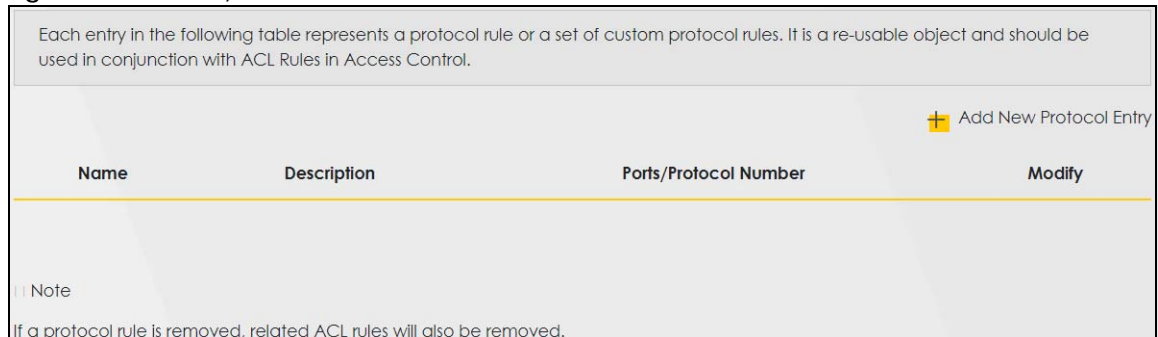 Each entry in the following table represents a protocol rule or a set of custom protocol rules. It is a re-usable object and should be
used in conjunction with ACL Rules in Access Control.
Add New Protocol Entry
Name Description Ports/Protocol Number Modify
Note
If a protocol rule is removed, related ACL rules will also be removed.